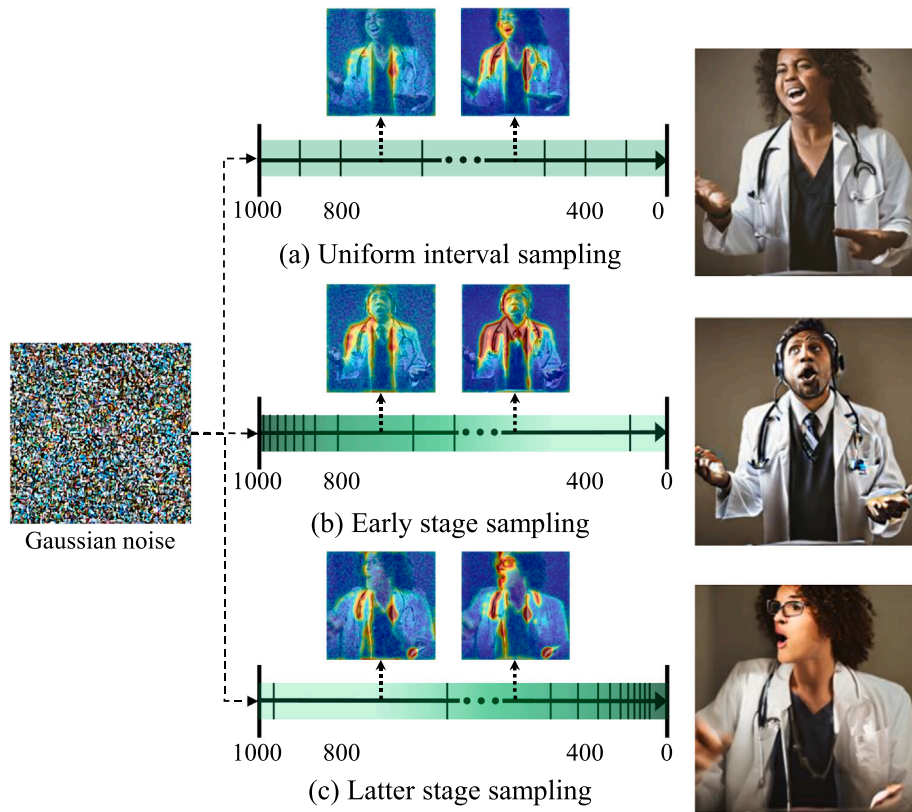 1000 800 400 0
(a) Uniform interval sampling
1000 800 400 0
(b) Early stage sampling
Gaussian noise
1000 800 400 0
(c) Latter stage sampling